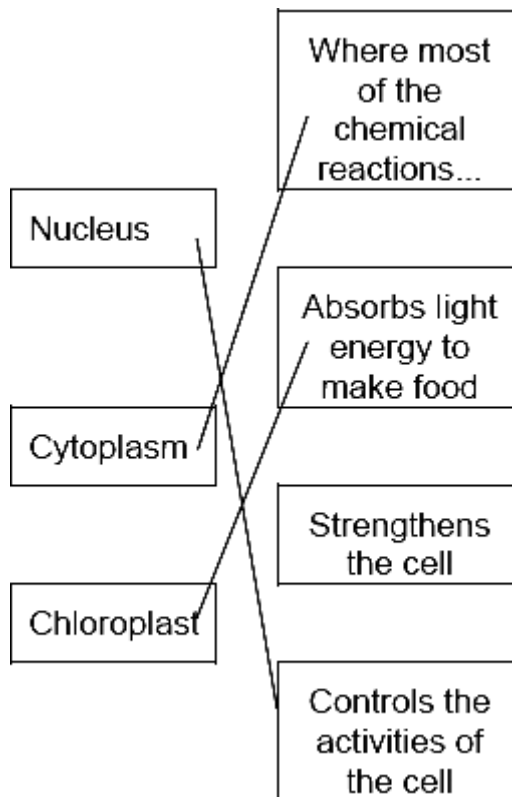 Where most
of the
chemical
reactions...
Nucleus
Absorbs light
energy to
make food
Cytoplasm
Strengthens
the cell
Chloroplast
Controls the
activities of
the cell